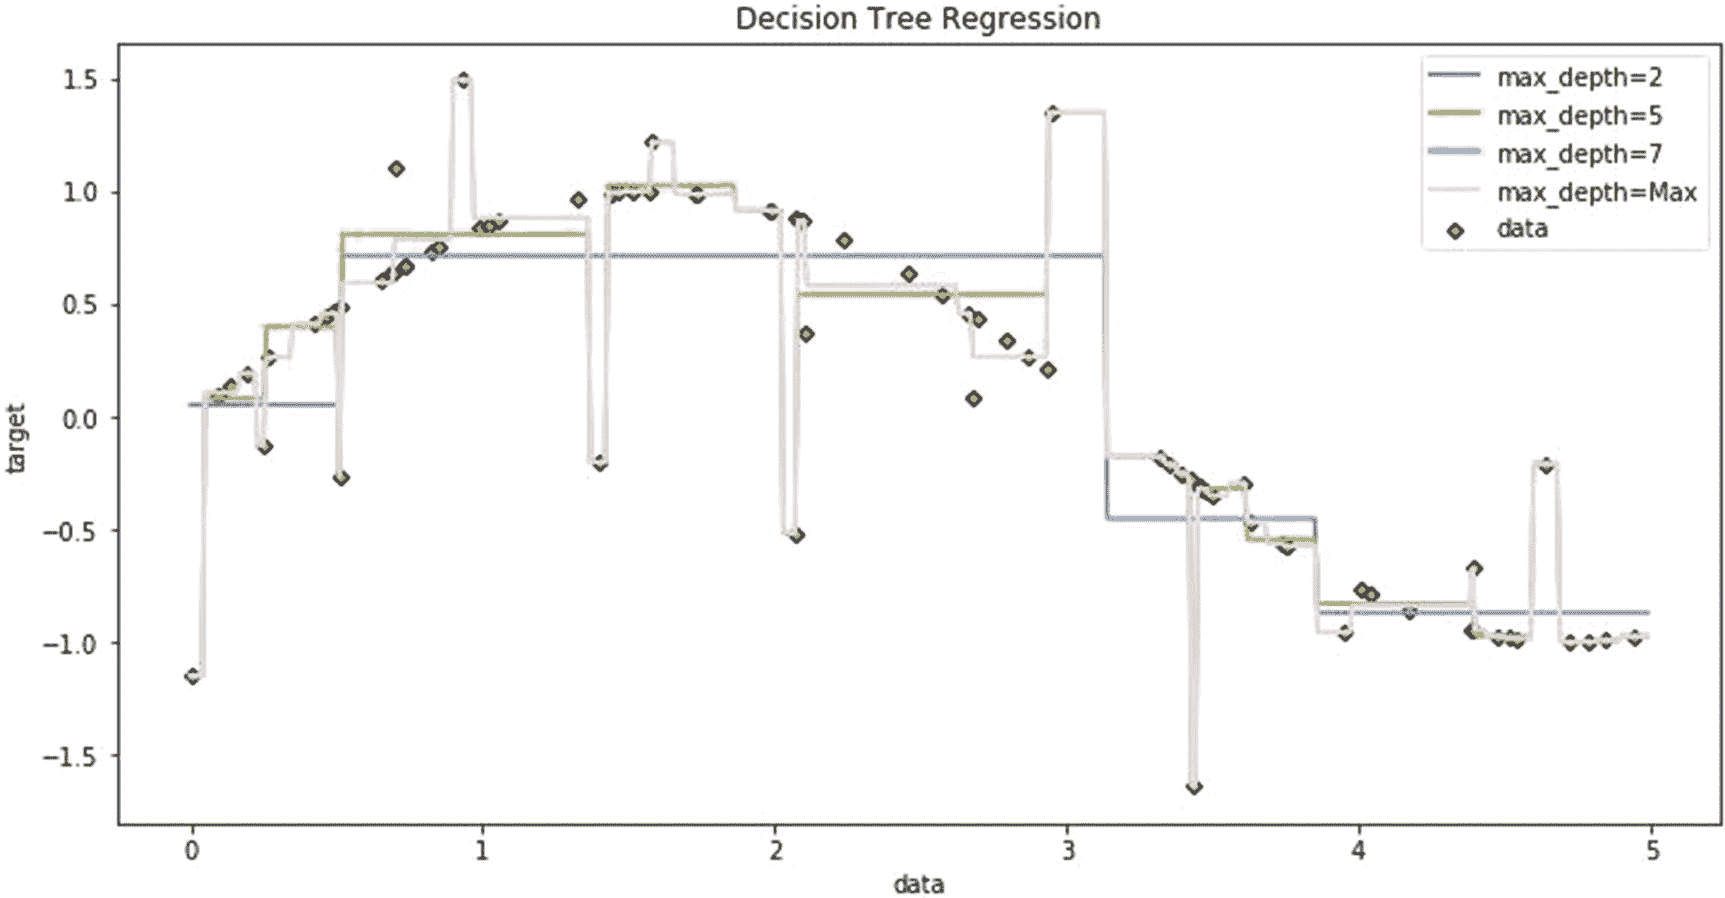 Decision Tree Regression
max_depth=2
max_depth=5
max_depth=7
max_depth=Max
data
1.5
1.0
0.5
0.0
−0.5
−1.0
−1.5
target
0 1 2 3 4 5
data